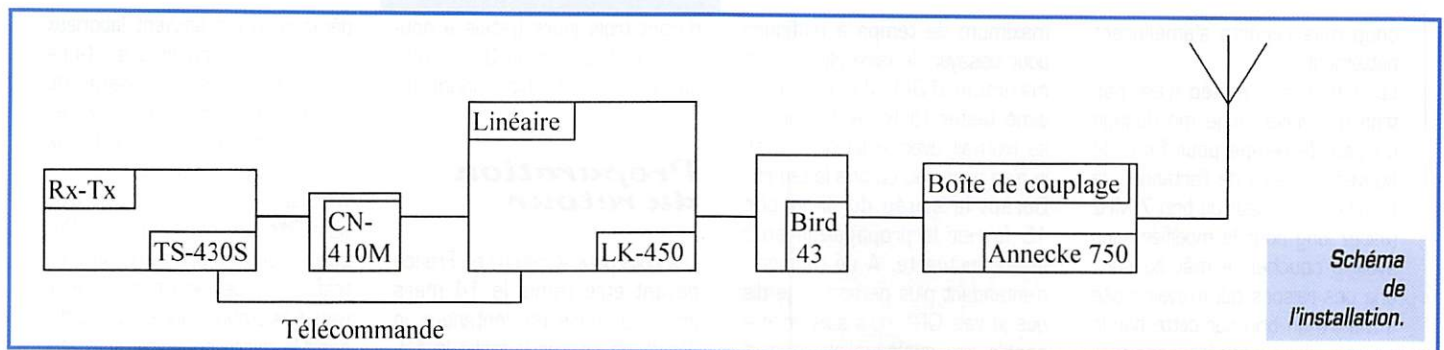 Rx-Tx
TS-430S
CN-
410M
Linéaire
LK-450
Bird
43
Boîte de couplage
Annecke 750
Télécommande
Schéma
de
l'installation.